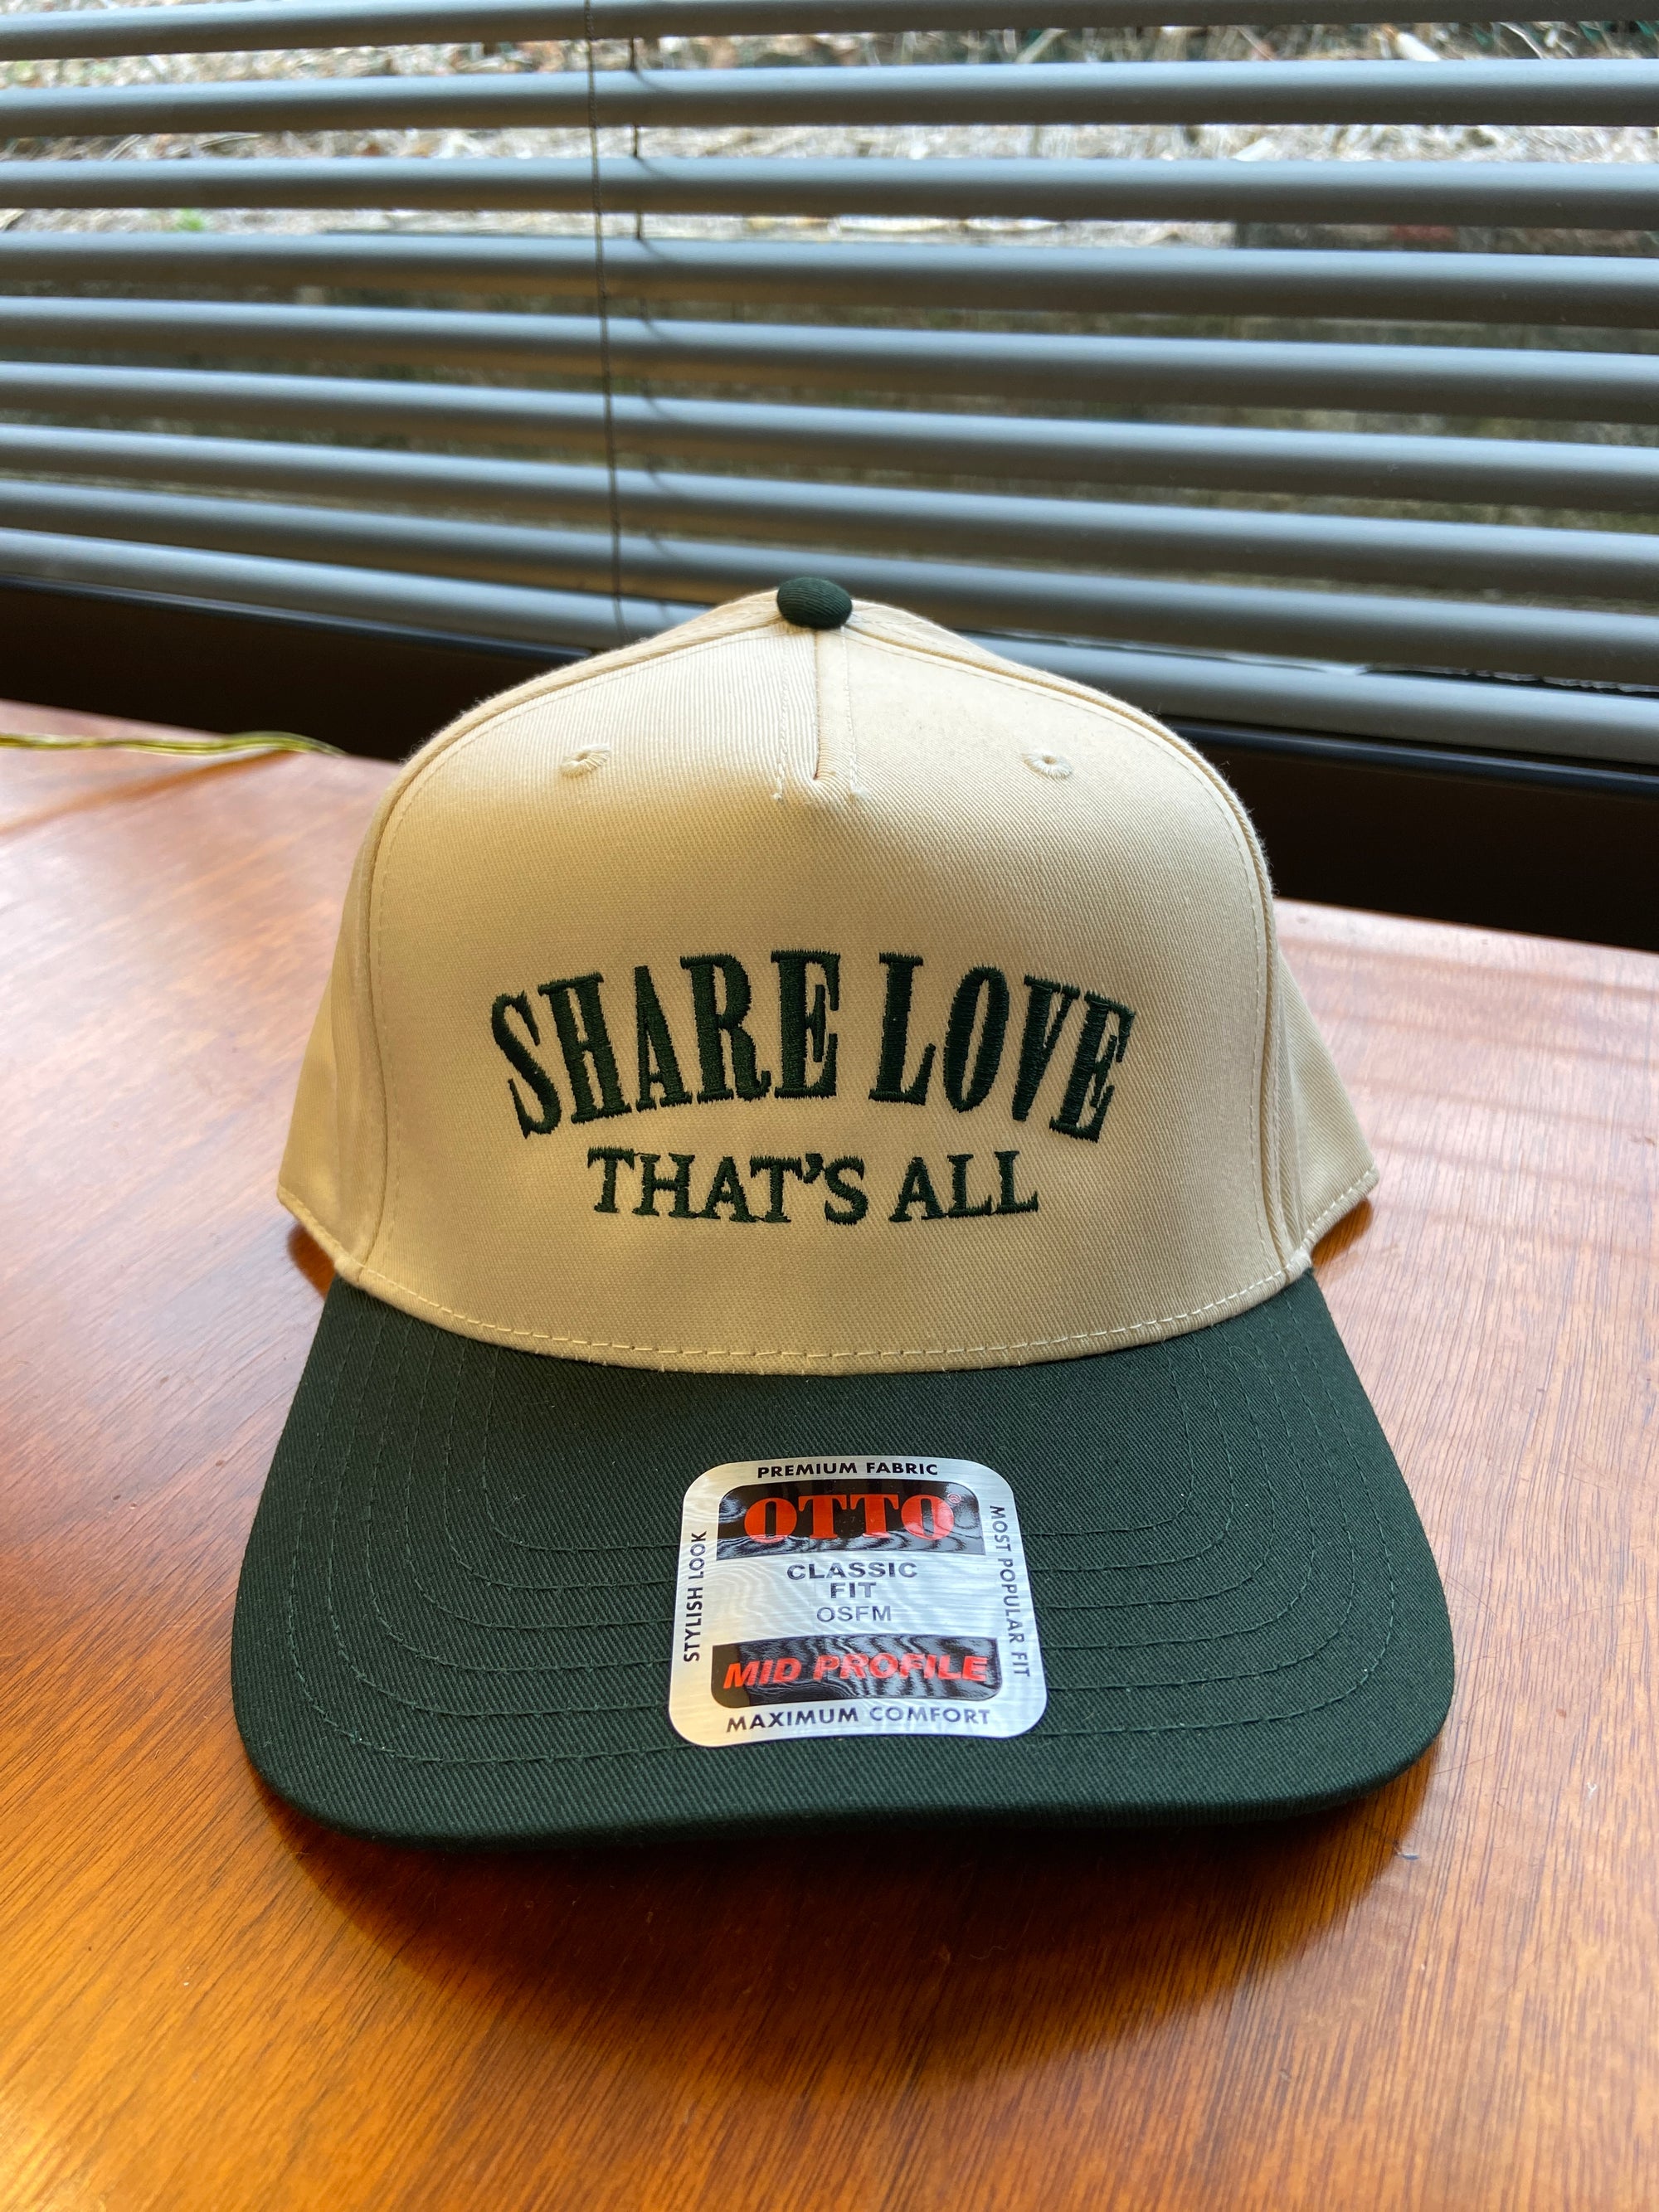 SHARE LOVE
THAT'S ALL
PREMIUM FABRIC
OTTO®
STYLISH LOOK
MOST POPULAR FIT
CLASSIC
FIT
OSFM
MID PROFILE
MAXIMUM COMFORT